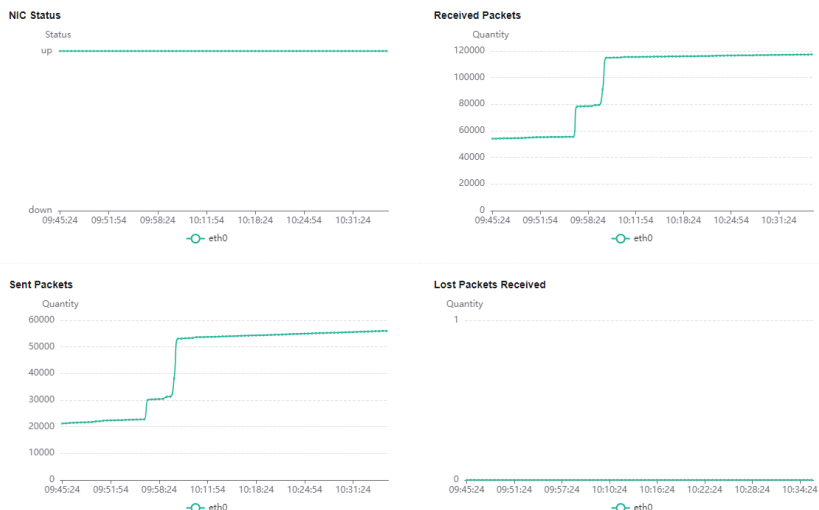 NIC Status
Status
up
down
09:45:24 09:51:54 09:58:24 10:11:54 10:18:24 10:24:54 10:31:24
eth0
Received Packets
Quantity
120000
100000
80000
60000
40000
20000
0
09:45:24 09:51:54 09:58:24 10:11:54 10:18:24 10:24:54 10:31:24
eth0
Sent Packets
Quantity
60000
50000
40000
30000
20000
10000
0
09:45:24 09:51:54 09:58:24 10:11:54 10:18:24 10:24:54 10:31:24
eth0
Lost Packets Received
Quantity
1
0
09:45:24 09:51:24 09:57:24 10:10:24 10:16:24 10:22:24 10:28:24 10:34:24
eth0